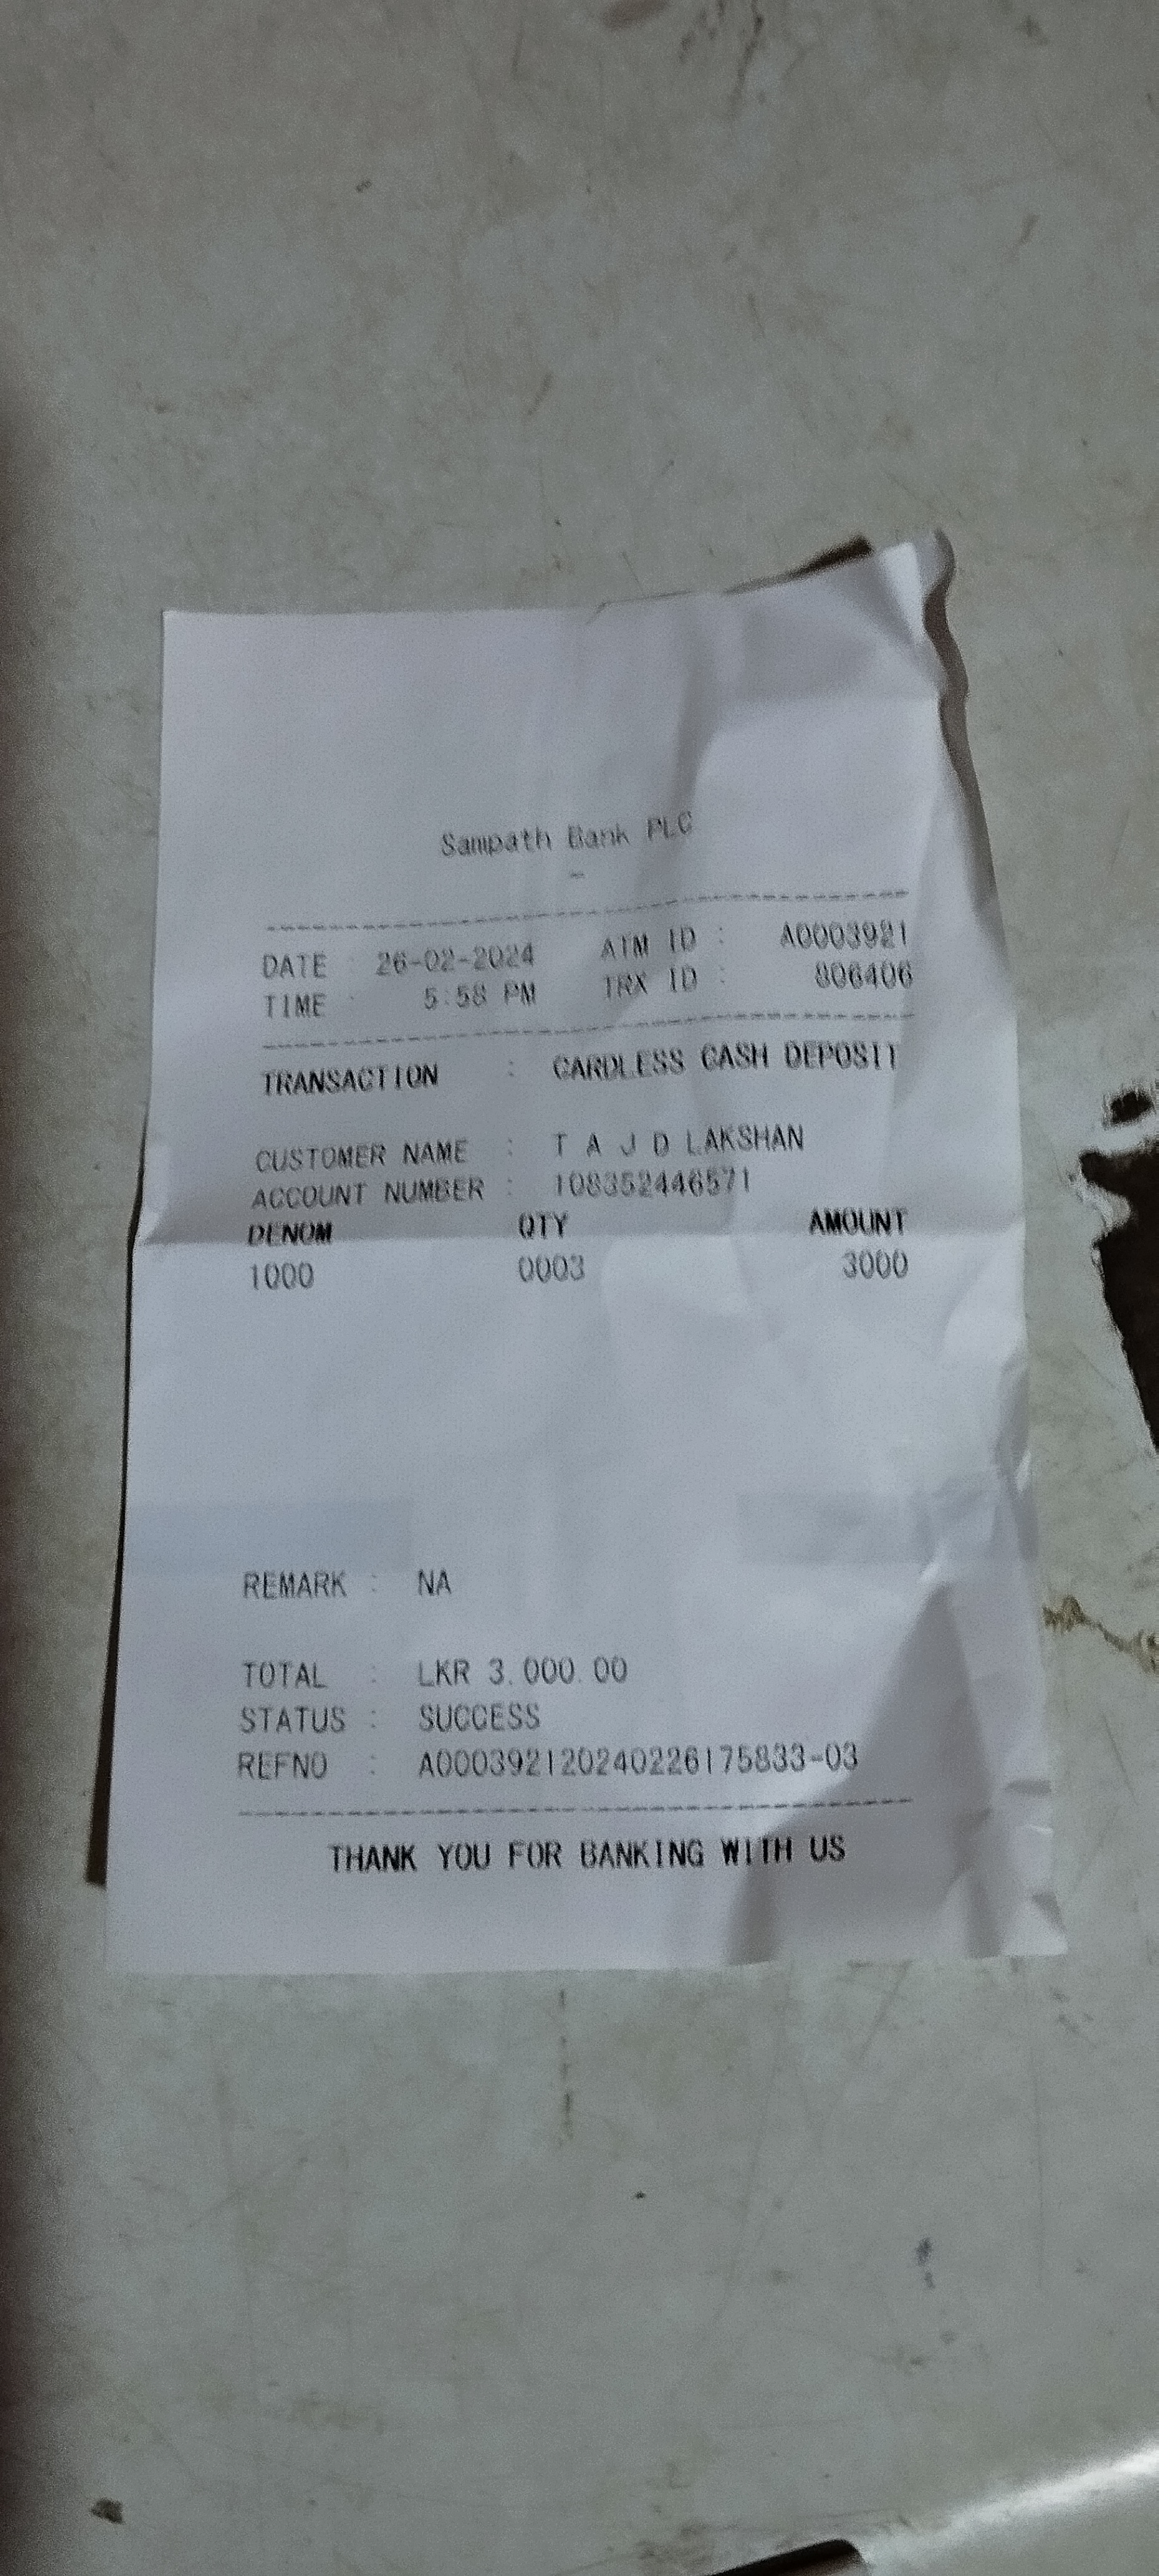 Sampath Bank PLC
-
DATE : 26-02-2024 ATM ID : A0003921
TIME : 5:58 PM TRX ID : 806406
TRANSACTION : CARDLESS CASH DEPOSIT
CUSTOMER NAME : T A J D LAKSHAN
ACCOUNT NUMBER : 108352446571
DENOM QTY AMOUNT
1000 0003 3000
REMARK : NA
TOTAL : LKR 3,000.00
STATUS : SUCCESS
REFNO : A000392120240226175833-03
THANK YOU FOR BANKING WITH US